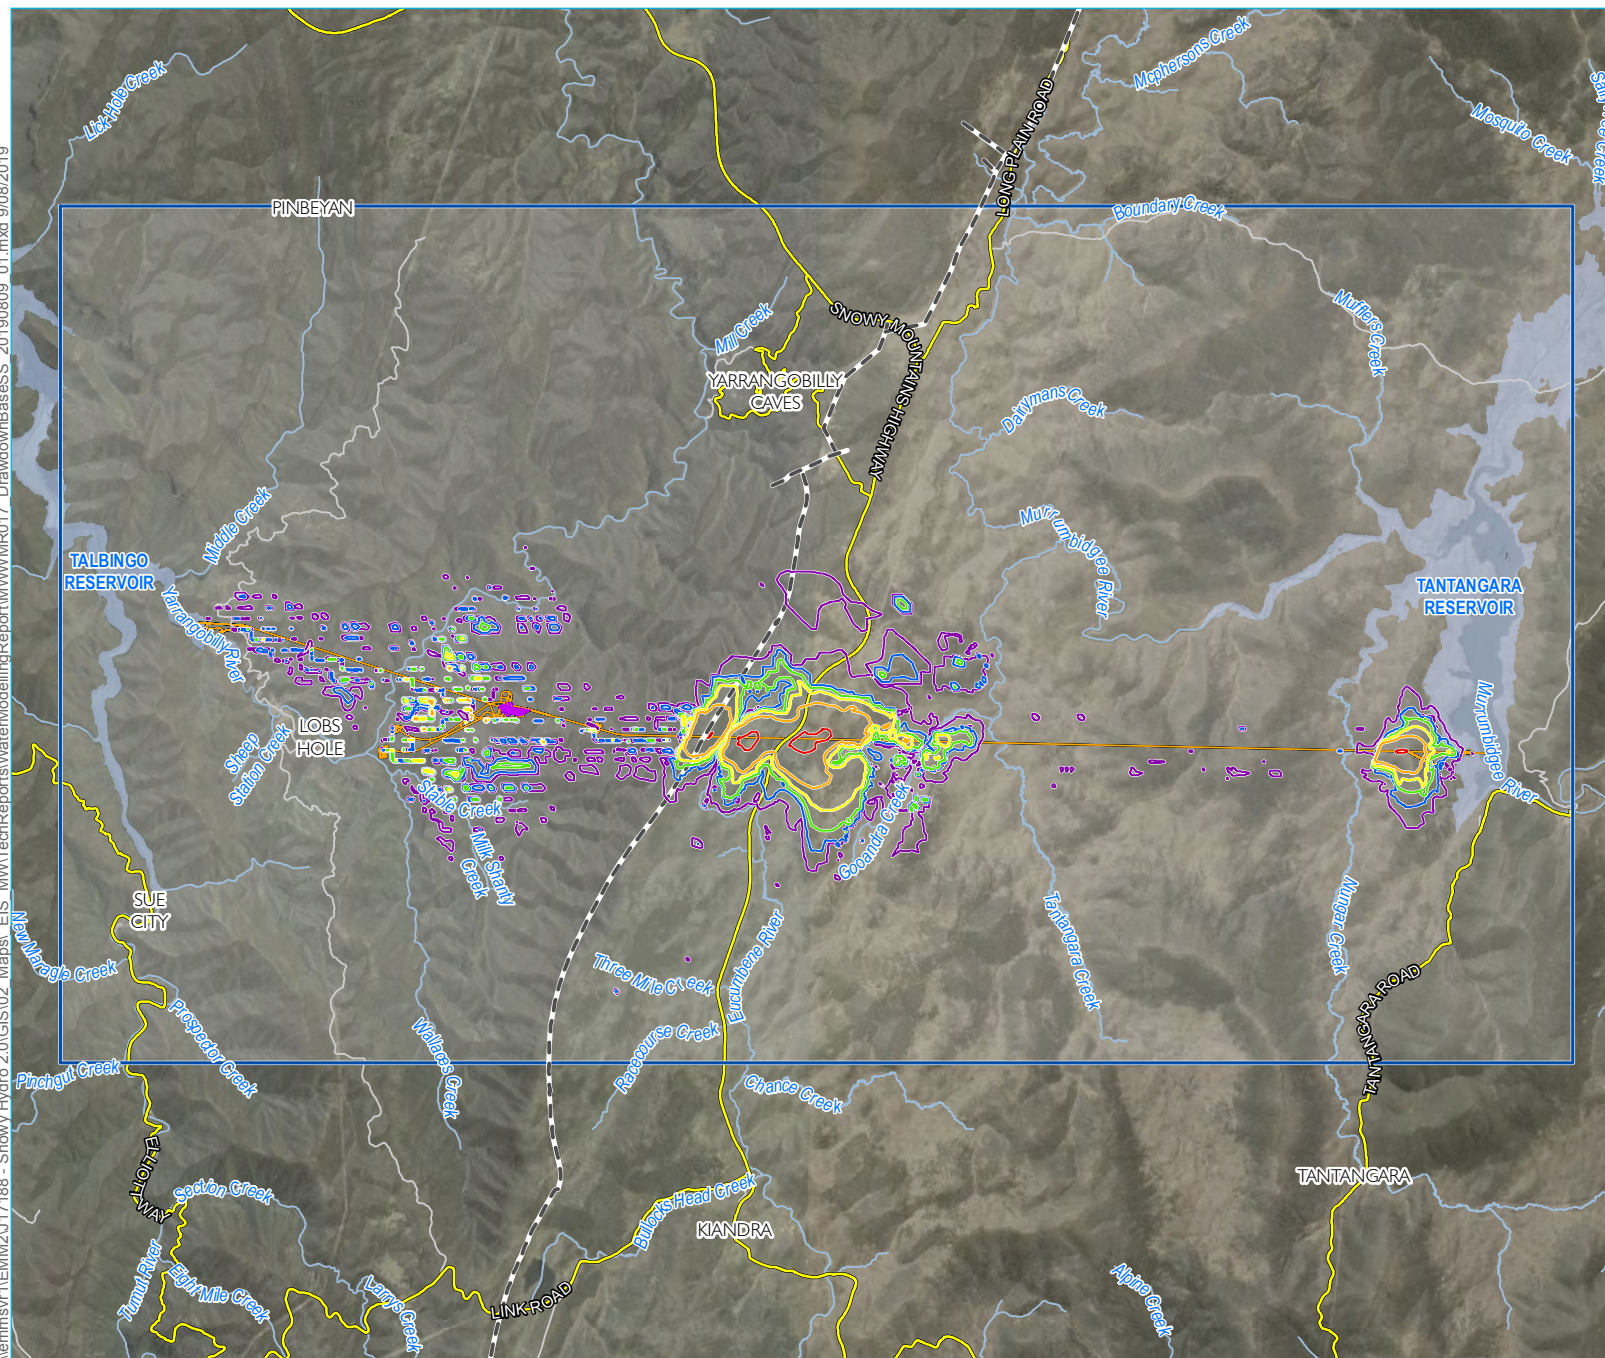 Lick Hole Creek
Mcphersons Creek
Mosquito Creek
LONG PLAIN ROAD
PINBEYAN
Boundary Creek
Mufflers Creek
Mill Creek
SNOWY MOUNTAINS HIGHWAY
YARRANGOBILLY
CAVES
Dairymans Creek
Middle Creek
Murrumbidgee River
TALBINGO
RESERVOIR
TANTANGARA
RESERVOIR
Yarrangobilly River
LOBS
HOLE
Sheep
Station Creek
Murrumbidgee River
Stable Creek
Milk Shanty
Creek
Gooandra Creek
SUE
CITY
New Maragle Creek
Three Mile Creek
Eucumbene River
Tantangara Creek
Nungar Creek
TANTANGARA ROAD
Prospector Creek
Wallaces Creek
Racecourse Creek
Pinchgut Creek
Chance Creek
ELLIOTT
WAY
Section Creek
Bullocks Head Creek
TANTANGARA
KIANDRA
Tumut River
Eight Mile Creek
Larrys Creek
LINK ROAD
Alpine Creek